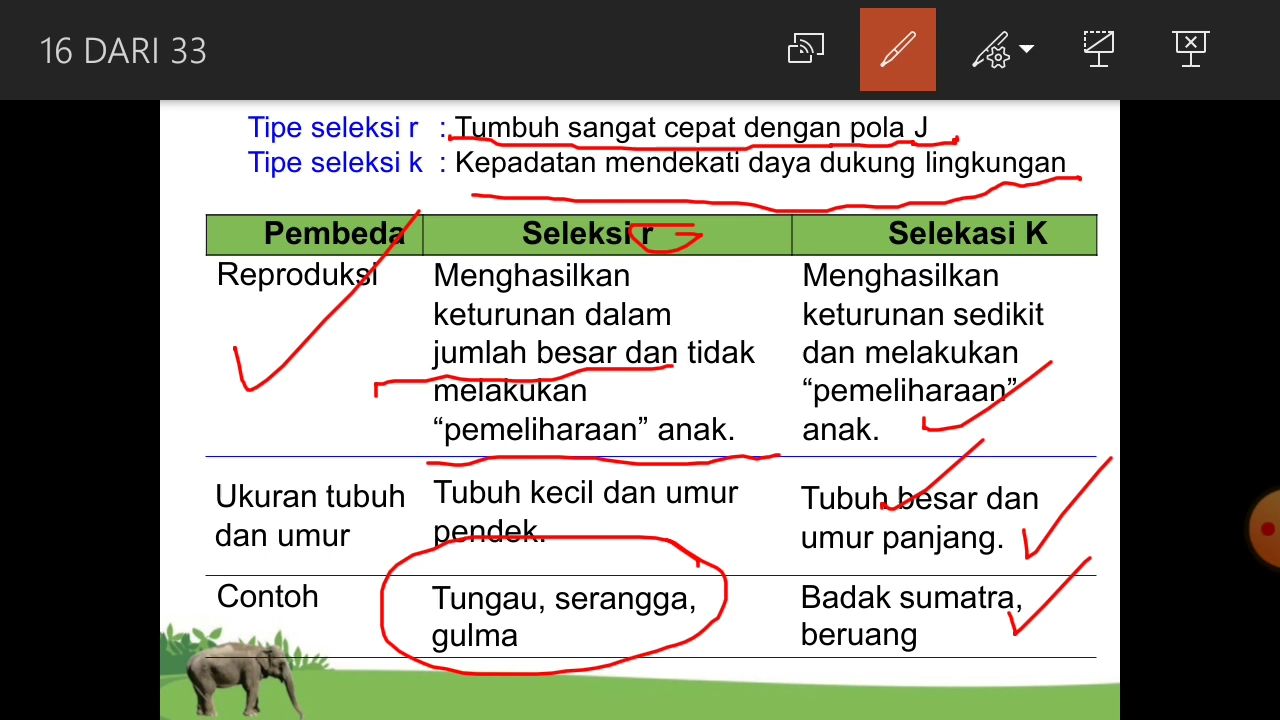 16 DARI 33
Tipe seleksi r : Tumbuh sangat cepat dengan pola J
Tipe seleksi k : Kepadatan mendekati daya dukung lingkungan
Pembeda Seleksi r Selekasi K
Reproduksi
Menghasilkan
keturunan dalam
jumlah besar dan tidak
melakukan
“pemeliharaan” anak.
Menghasilkan
keturunan sedikit
dan melakukan
“pemeliharaan”
anak.
Ukuran tubuh
dan umur
Tubuh kecil dan umur
pendek.
Tubuh besar dan
umur panjang.
Contoh
Tungau, serangga,
gulma
Badak sumatra,
beruang